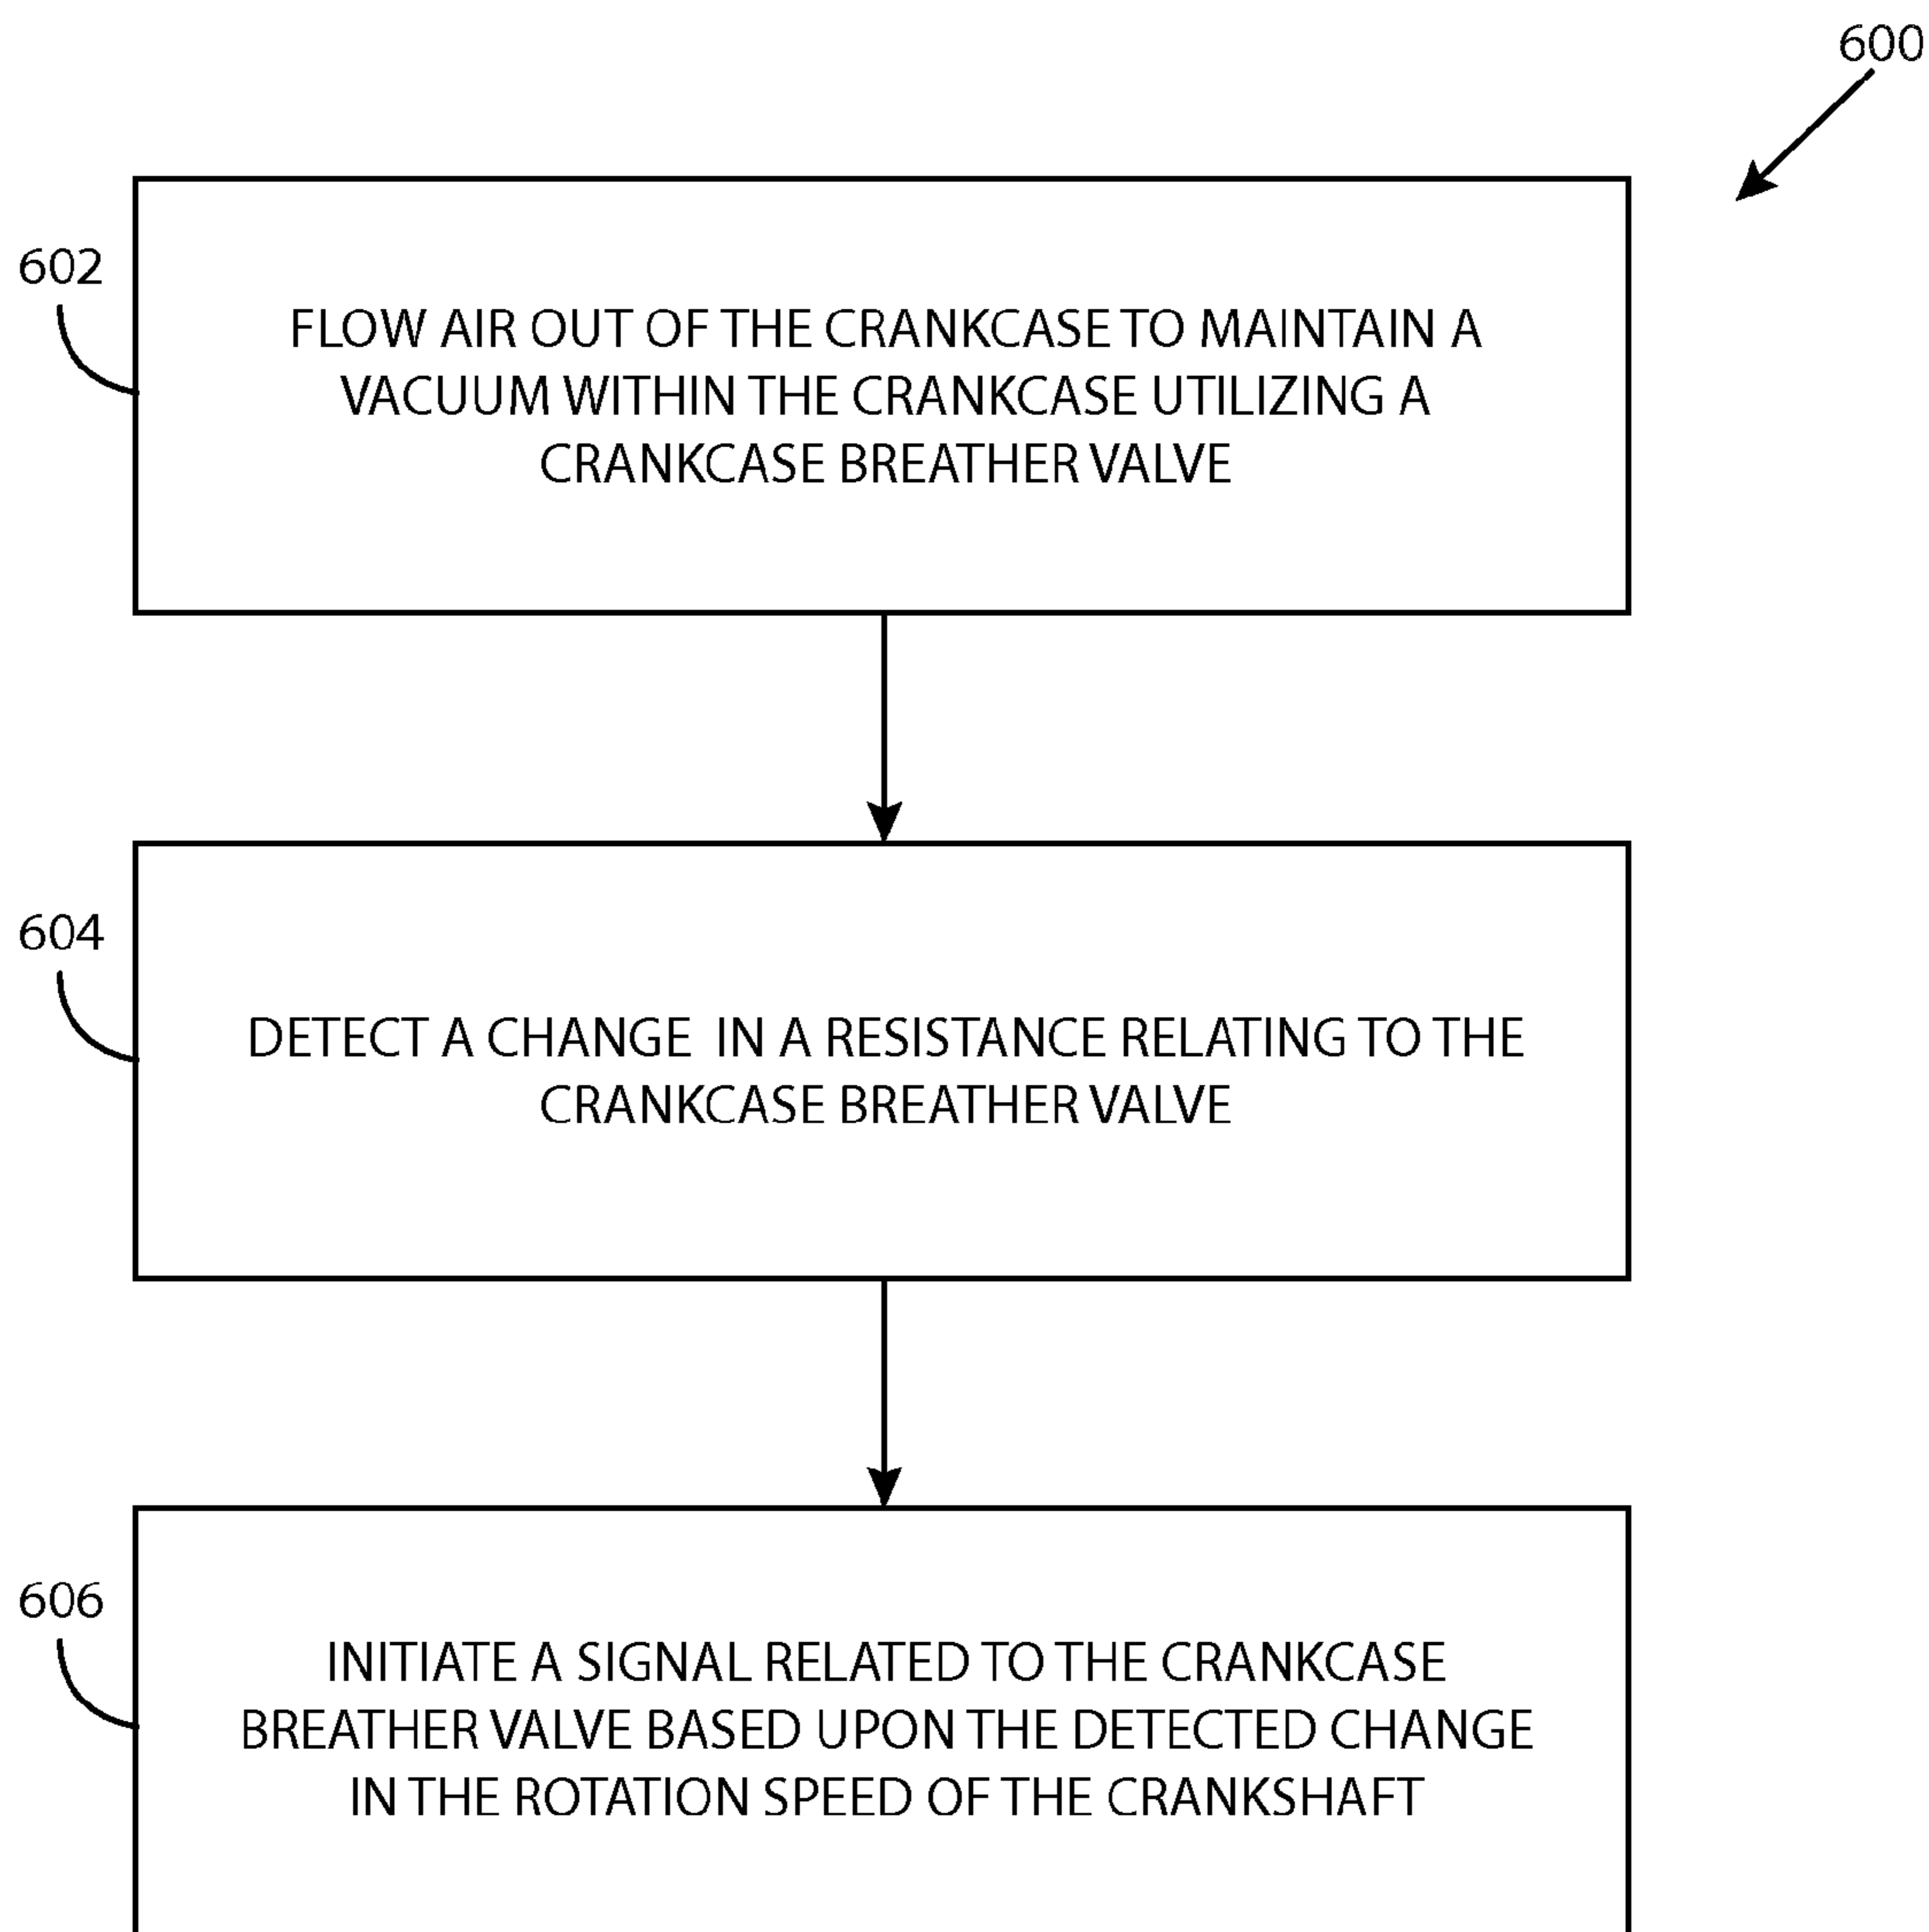 600
602
FLOW AIR OUT OF THE CRANKCASE TO MAINTAIN A
VACUUM WITHIN THE CRANKCASE UTILIZING A
CRANKCASE BREATHER VALVE
604
DETECT A CHANGE IN A RESISTANCE RELATING TO THE
CRANKCASE BREATHER VALVE
606
INITIATE A SIGNAL RELATED TO THE CRANKCASE
BREATHER VALVE BASED UPON THE DETECTED CHANGE
IN THE ROTATION SPEED OF THE CRANKSHAFT